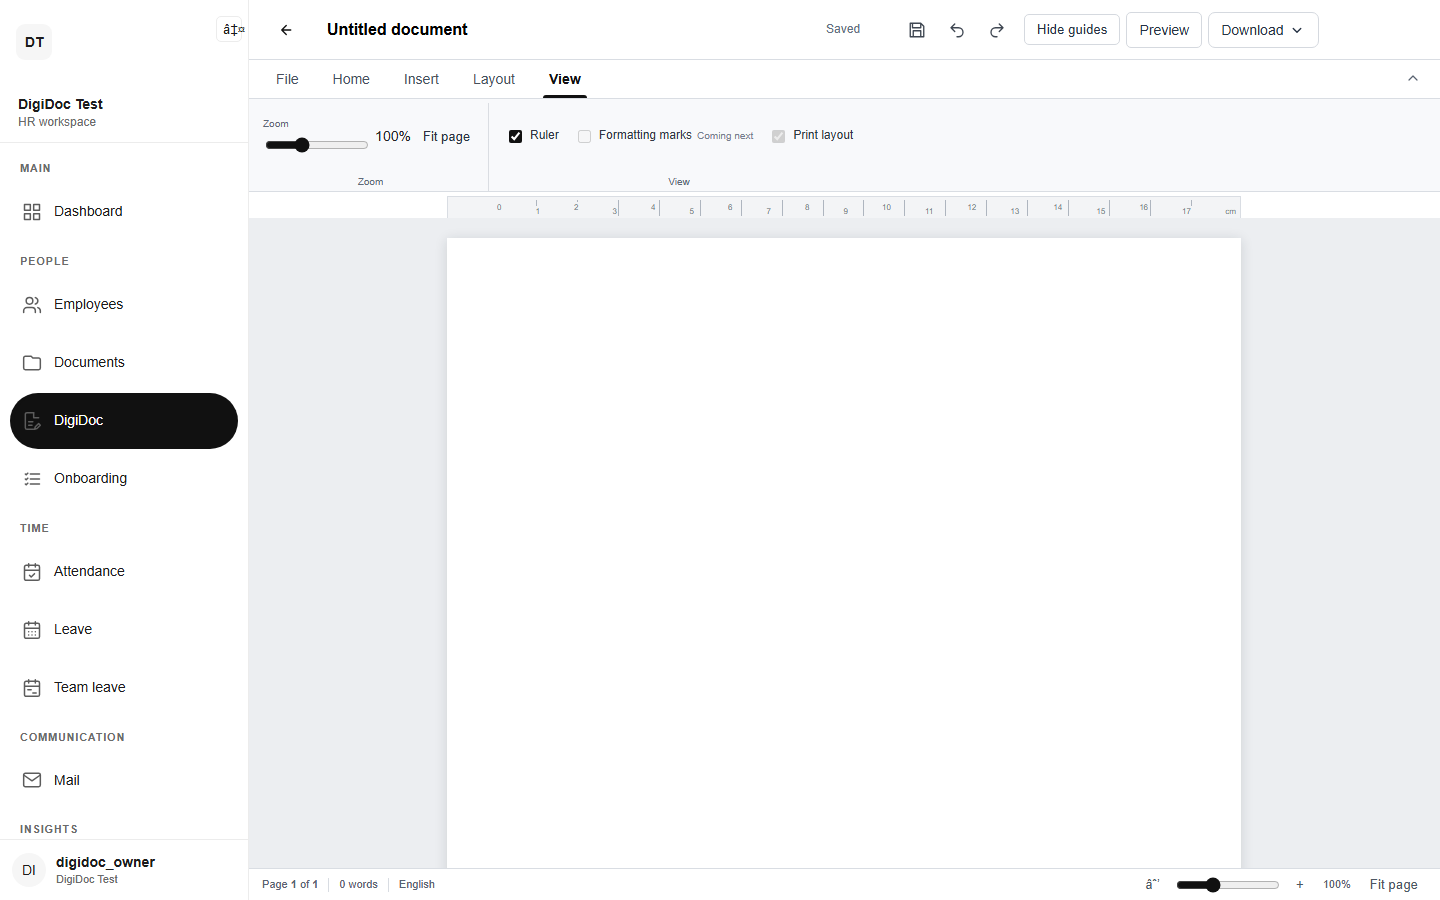 DT
â‡¤
DigiDoc Test
HR workspace
MAIN
Dashboard
PEOPLE
Employees
Documents
DigiDoc
Onboarding
TIME
Attendance
Leave
Team leave
COMMUNICATION
Mail
INSIGHTS
DI
digidoc_owner
DigiDoc Test
Untitled document
Saved
Hide guides
Preview
Download
File Home Insert Layout View
Zoom
100% Fit page
Zoom
Ruler Formatting marks Coming next Print layout
View
0 1 2 3 4 5 6 7 8 9 10 11 12 13 14 15 16 17 cm
Page 1 of 1 0 words English
âˆ’ + 100% Fit page